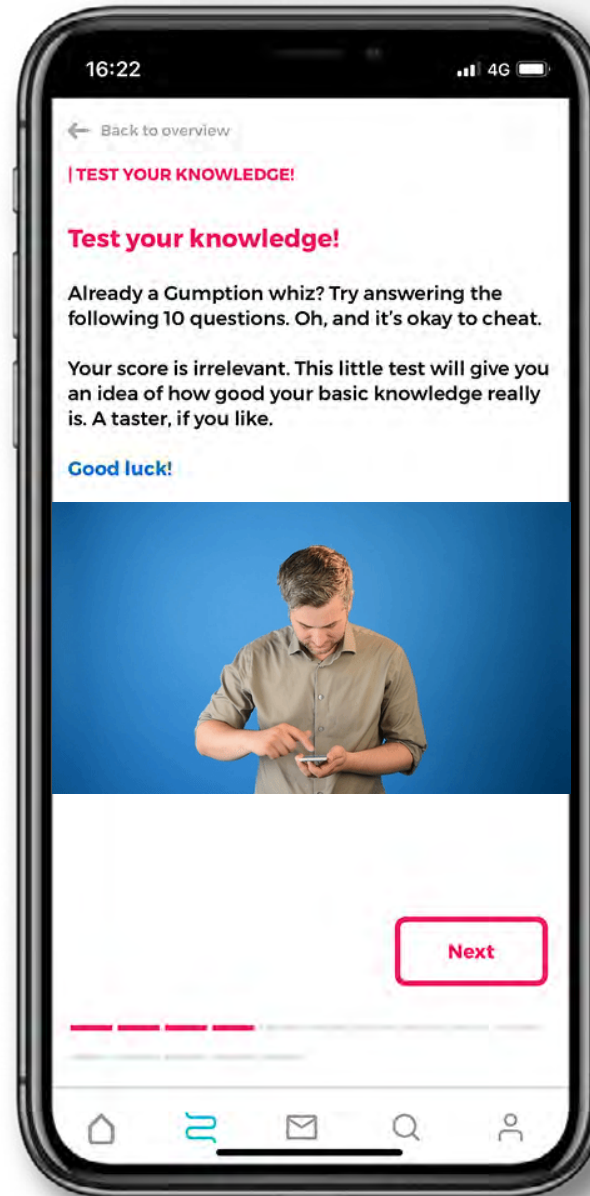 16:22
4G
Back to overview
| TEST YOUR KNOWLEDGE!
Test your knowledge!
Already a Gumption whiz? Try answering the
following 10 questions. Oh, and it's okay to cheat.
Your score is irrelevant. This little test will give you
an idea of how good your basic knowledge really
is. A taster, if you like.
Good luck!
Next